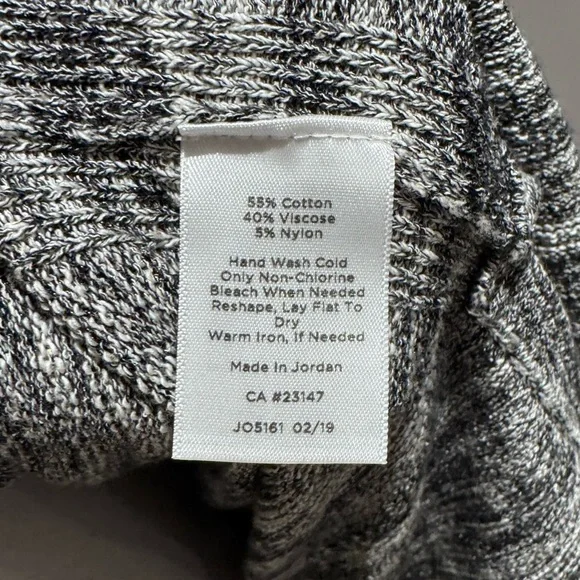 55% Cotton
40% Viscose
5% Nylon
Hand Wash Cold
Only Non-Chlorine
Bleach When Needed
Reshape, Lay Flat To
Dry
Warm Iron, If Needed
Made In Jordan
CA #23147
JO5161 02/19